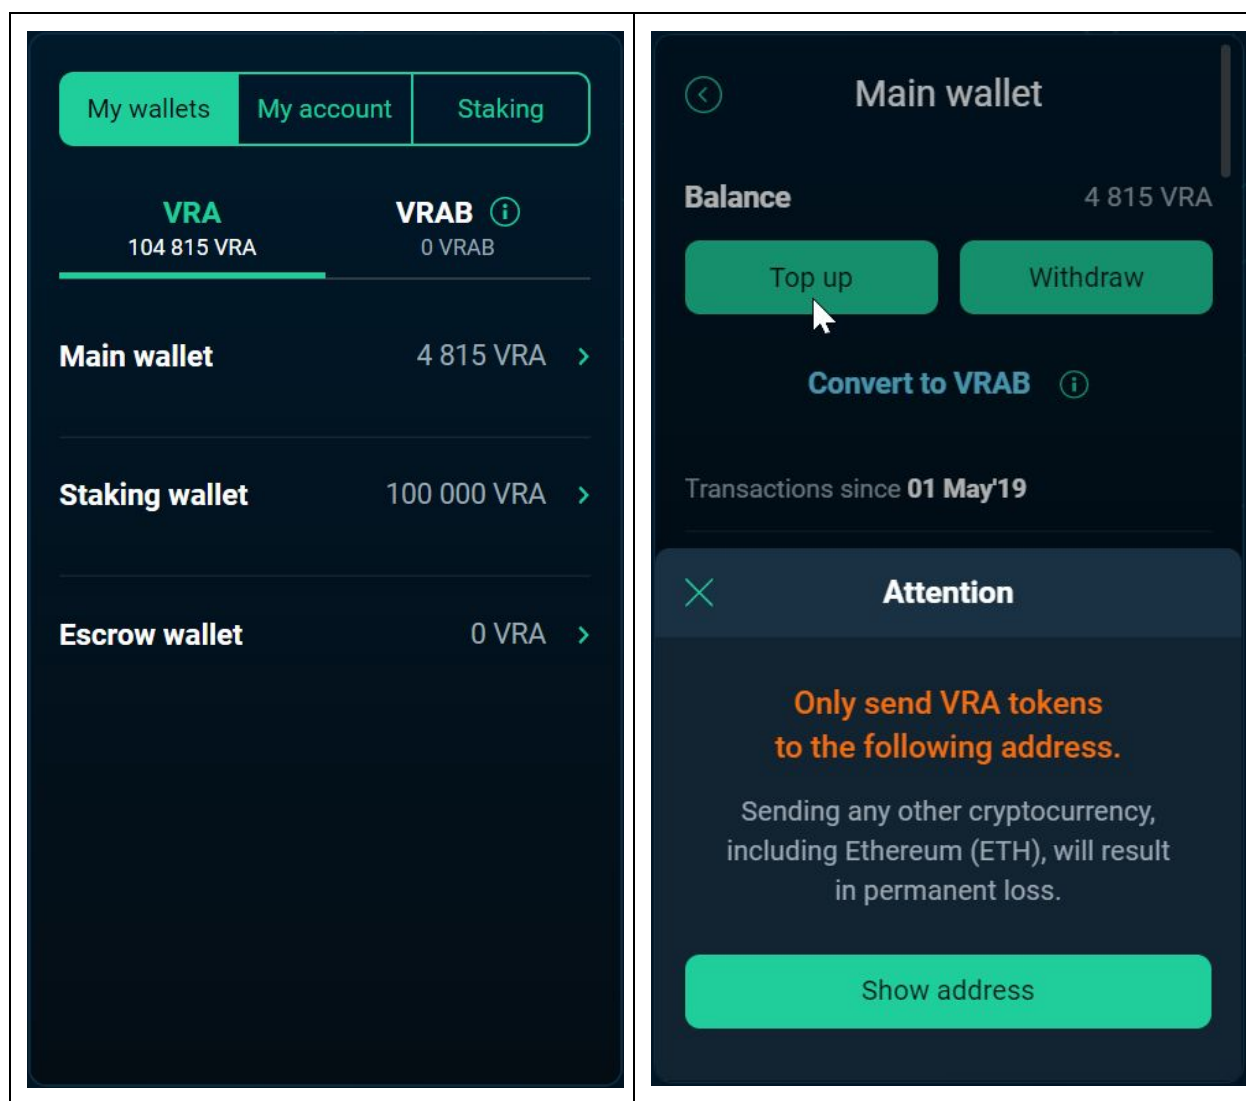 My wallets My account Staking
VRA VRAB
104 815 VRA 0 VRAB
Main wallet 4 815 VRA
Staking wallet 100 000 VRA
Escrow wallet 0 VRA
Main wallet
Balance 4 815 VRA
Top up Withdraw
Convert to VRAB
Transactions since 01 May'19
Attention
Only send VRA tokens
to the following address.
Sending any other cryptocurrency,
including Ethereum (ETH), will result
in permanent loss.
Show address